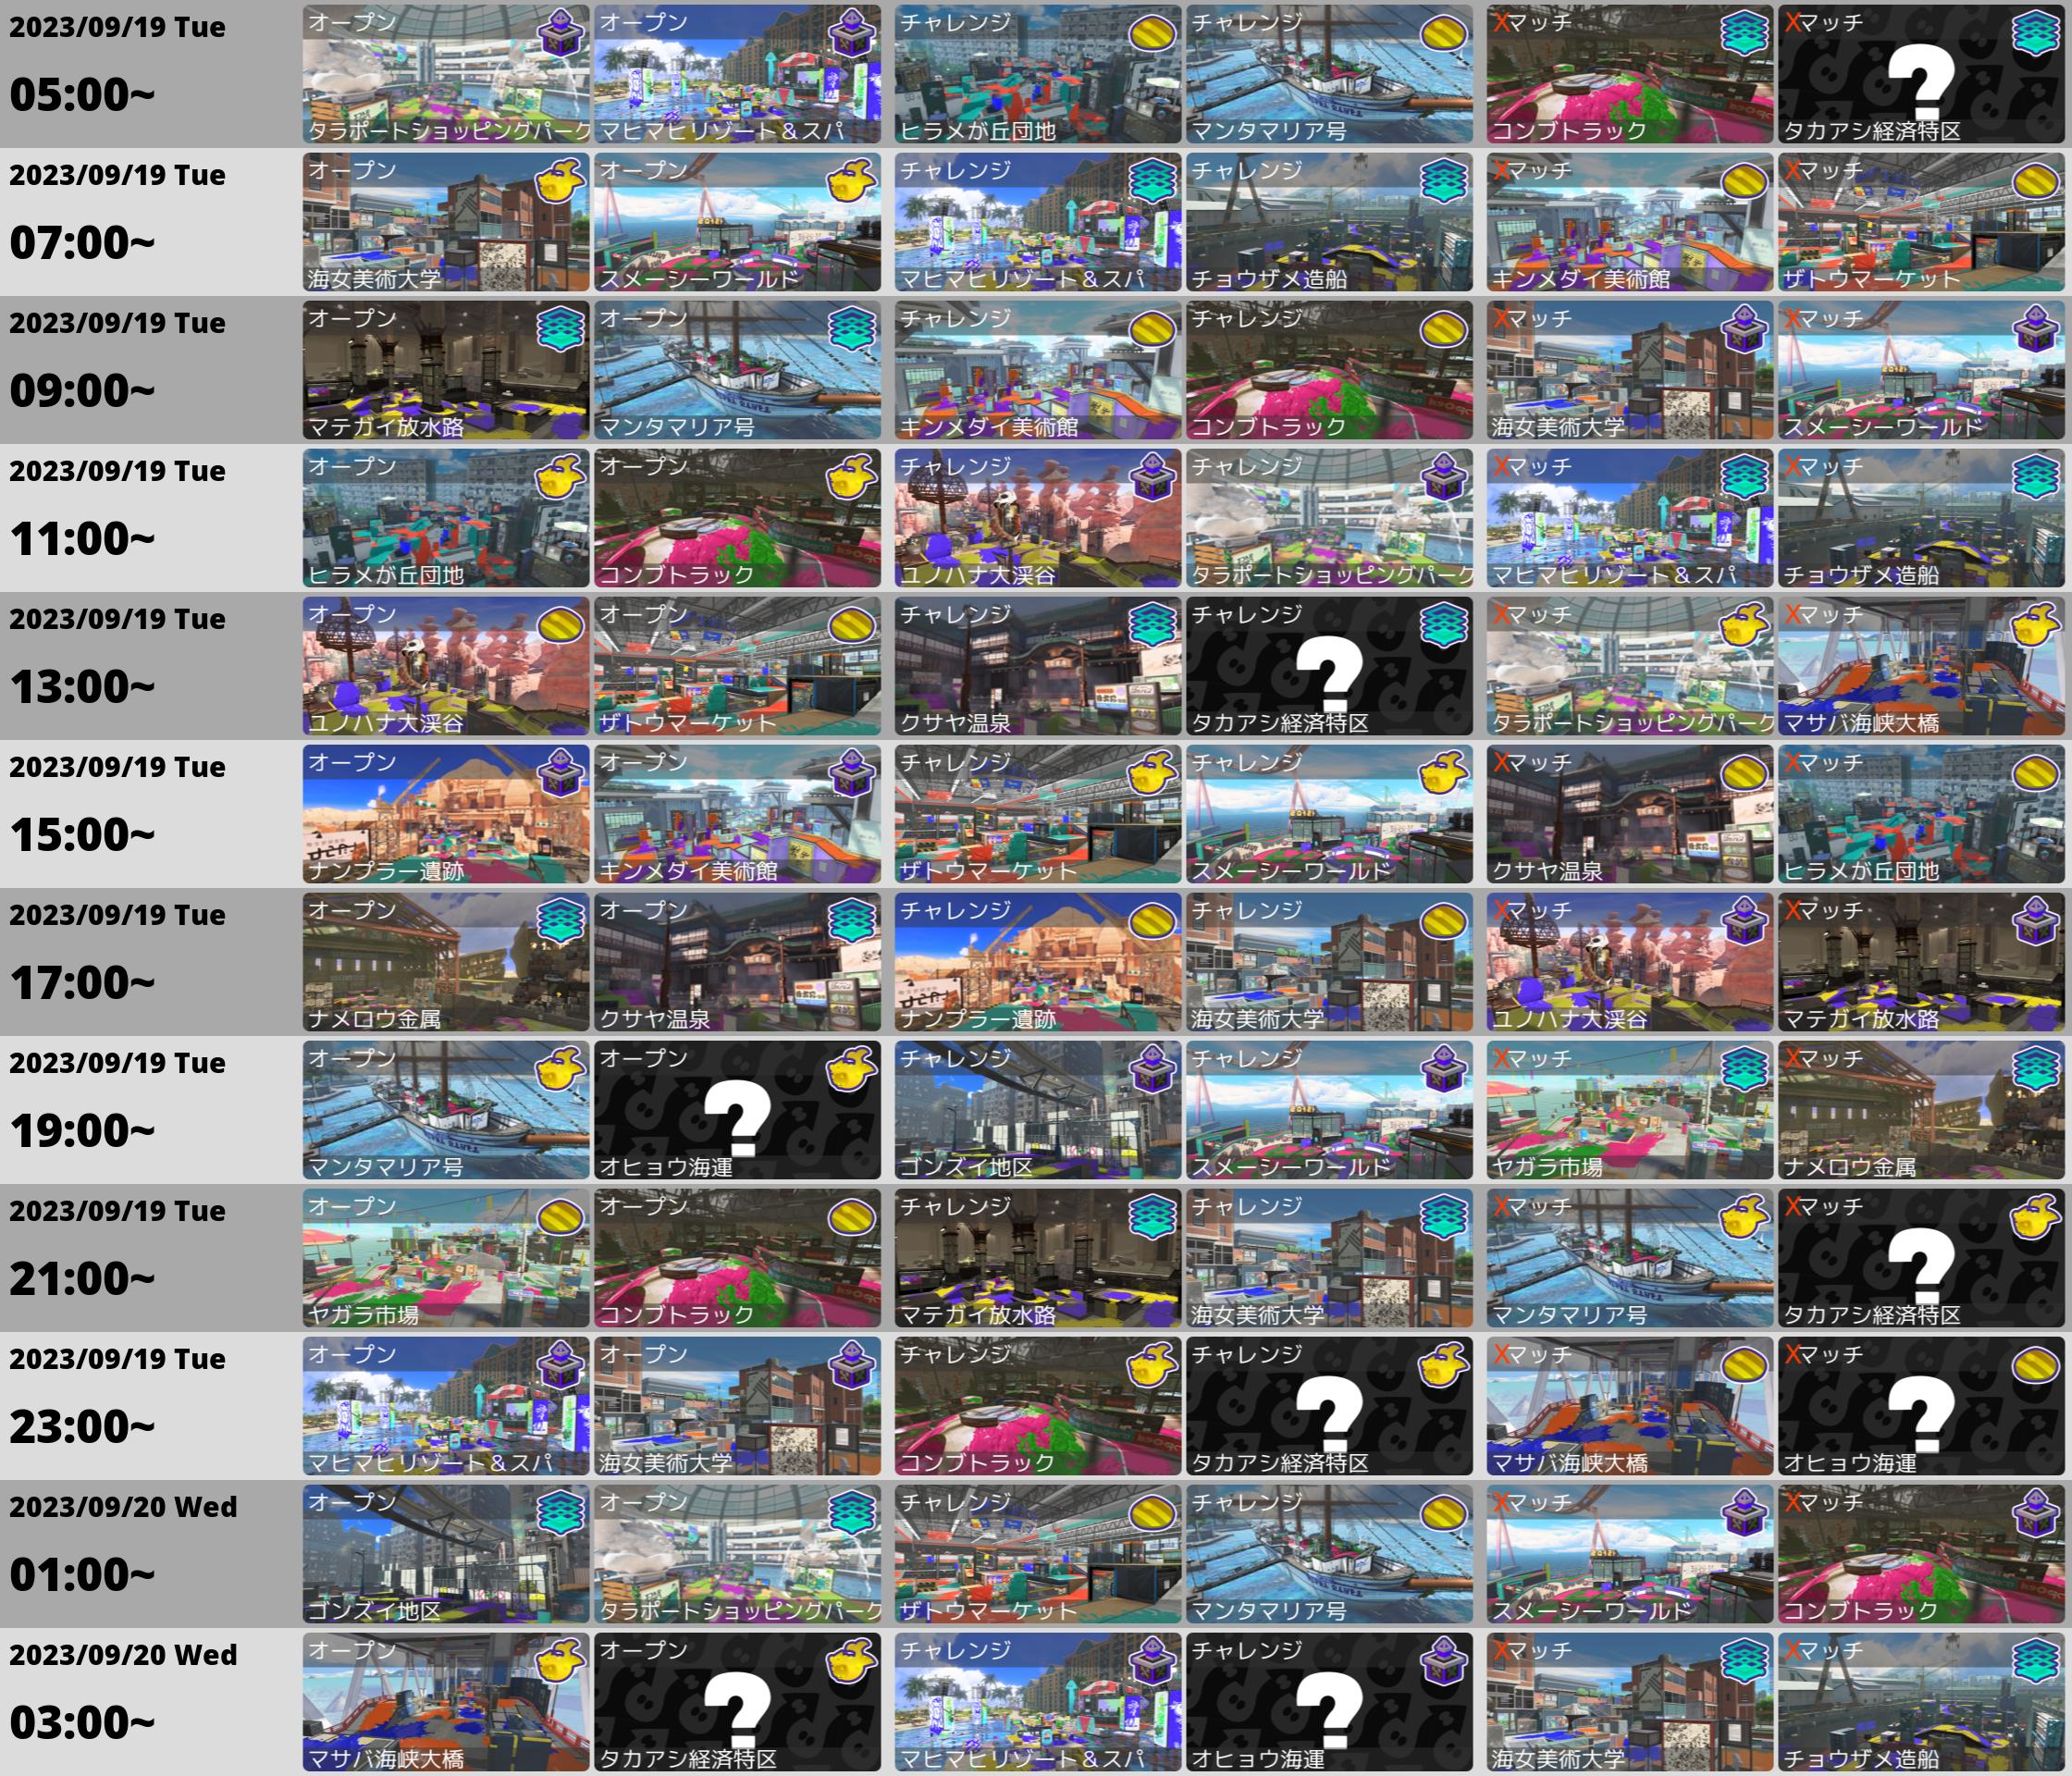 2023/09/19 Tue
05:00~
オープン
タラポートショッピングパーク
オープン
マヒマヒリゾート＆スパ
チャレンジ
ヒラメが丘団地
チャレンジ
マンタマリア号
Xマッチ
コンブトラック
Xマッチ
?
タカアシ経済特区
2023/09/19 Tue
07:00~
オープン
海女美術大学
オープン
スメーシーワールド
チャレンジ
マヒマヒリゾート＆スパ
チャレンジ
チョウザメ造船
Xマッチ
キンメダイ美術館
Xマッチ
ザトウマーケット
2023/09/19 Tue
09:00~
オープン
マテガイ放水路
オープン
マンタマリア号
チャレンジ
キンメダイ美術館
チャレンジ
コンブトラック
Xマッチ
海女美術大学
Xマッチ
スメーシーワールド
2023/09/19 Tue
11:00~
オープン
ヒラメが丘団地
オープン
コンブトラック
チャレンジ
ユノハナ大渓谷
チャレンジ
タラポートショッピングパーク
Xマッチ
マヒマヒリゾート＆スパ
Xマッチ
チョウザメ造船
2023/09/19 Tue
13:00~
オープン
ユノハナ大渓谷
オープン
ザトウマーケット
チャレンジ
クサヤ温泉
チャレンジ
?
タカアシ経済特区
Xマッチ
タラポートショッピングパーク
Xマッチ
マサバ海峡大橋
2023/09/19 Tue
15:00~
オープン
ナンプラー遺跡
オープン
キンメダイ美術館
チャレンジ
ザトウマーケット
チャレンジ
スメーシーワールド
Xマッチ
クサヤ温泉
Xマッチ
ヒラメが丘団地
2023/09/19 Tue
17:00~
オープン
ナメロウ金属
オープン
クサヤ温泉
チャレンジ
ナンプラー遺跡
チャレンジ
海女美術大学
Xマッチ
ユノハナ大渓谷
Xマッチ
マテガイ放水路
2023/09/19 Tue
19:00~
オープン
マンタマリア号
オープン
?
オヒョウ海運
チャレンジ
ゴンズイ地区
チャレンジ
スメーシーワールド
Xマッチ
ヤガラ市場
Xマッチ
ナメロウ金属
2023/09/19 Tue
21:00~
オープン
ヤガラ市場
オープン
コンブトラック
チャレンジ
マテガイ放水路
チャレンジ
海女美術大学
Xマッチ
マンタマリア号
Xマッチ
?
タカアシ経済特区
2023/09/19 Tue
23:00~
オープン
マヒマヒリゾート＆スパ
オープン
海女美術大学
チャレンジ
コンブトラック
チャレンジ
?
タカアシ経済特区
Xマッチ
マサバ海峡大橋
Xマッチ
?
オヒョウ海運
2023/09/20 Wed
01:00~
オープン
ゴンズイ地区
オープン
タラポートショッピングパーク
チャレンジ
ザトウマーケット
チャレンジ
マンタマリア号
Xマッチ
スメーシーワールド
Xマッチ
コンブトラック
2023/09/20 Wed
03:00~
オープン
マサバ海峡大橋
オープン
?
タカアシ経済特区
チャレンジ
マヒマヒリゾート＆スパ
チャレンジ
?
オヒョウ海運
Xマッチ
海女美術大学
Xマッチ
チョウザメ造船